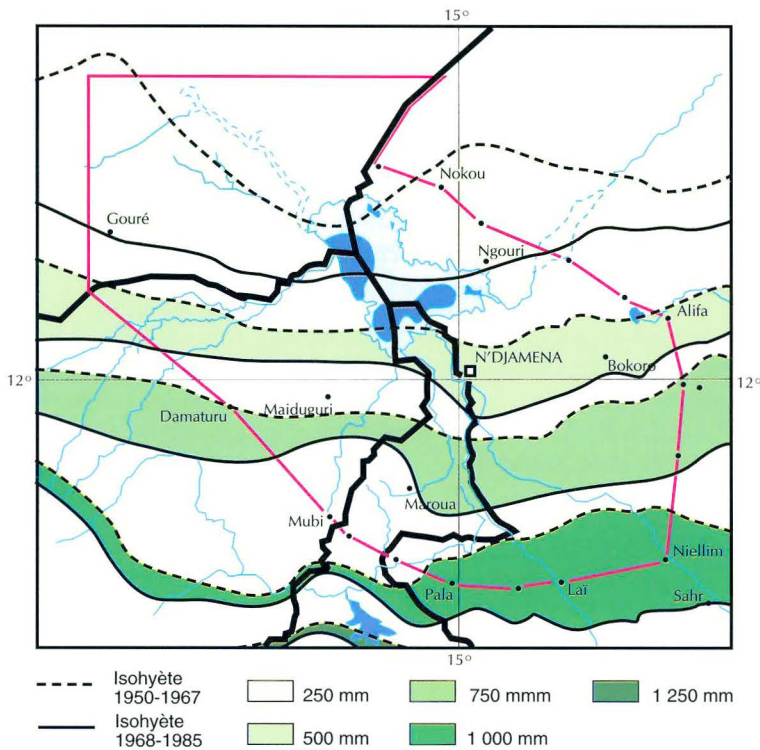 15°
Nokou
Gouré
Ngouri
Alifa
N'DJAMENA
Bokoro
12°
12°
Maiduguri
Damaturu
Maroua
Mubi
Niellim
Pala
Laï
Sahr
15°
Isohyète
1950-1967
250 mm
750 mmm
1 250 mm
Isohyète
1968-1985
500 mm
1 000 mm